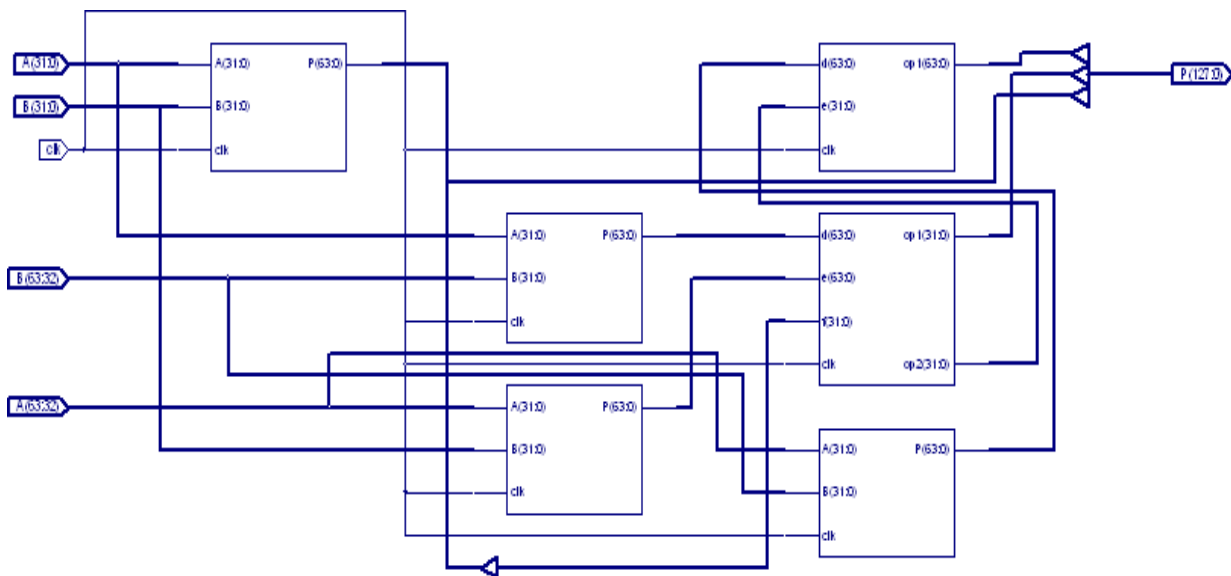 A(31:0)
B(31:0)
clk
B(63:32)
A(63:32)
A(31:0)
P(63:0)
B(31:0)
clk
A(31:0)
P(63:0)
B(31:0)
clk
A(31:0)
P(63:0)
B(31:0)
clk
d(63:0)
op1(63:0)
e(31:0)
clk
d(63:0)
op1(31:0)
e(63:0)
f(31:0)
clk
op2(31:0)
A(31:0)
P(63:0)
B(31:0)
clk
P(127:0)